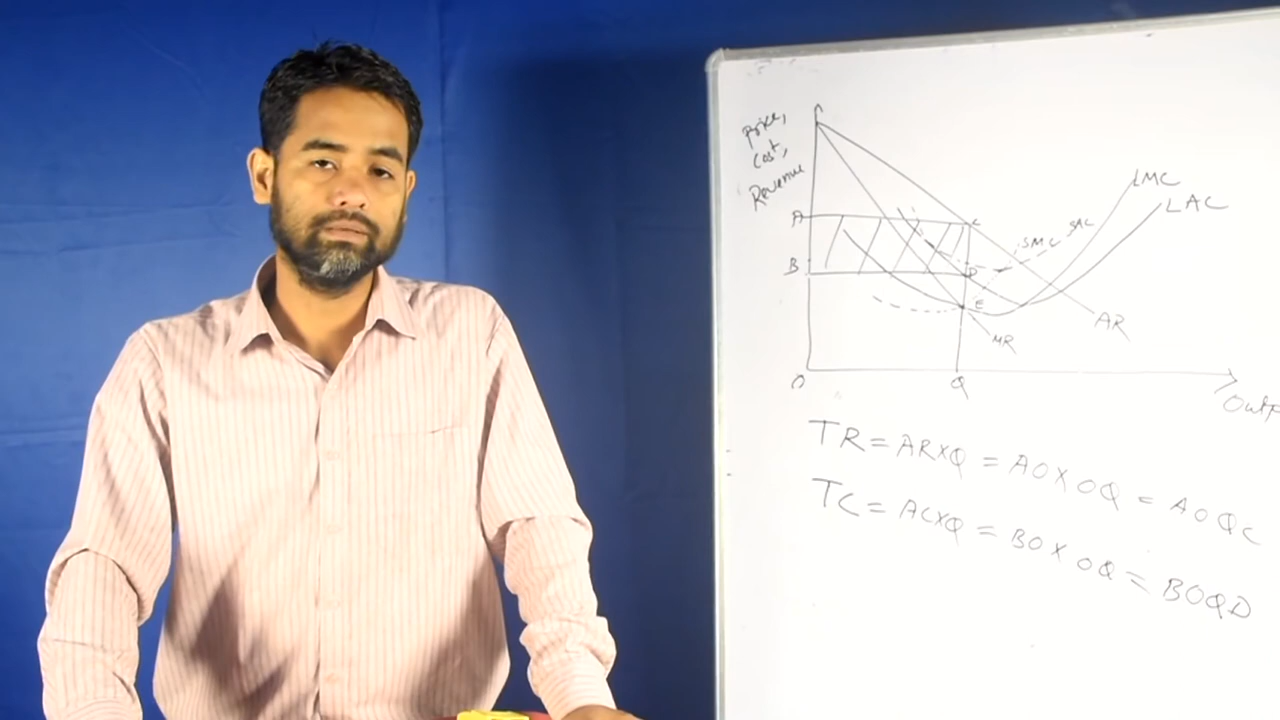 Price,
Cost,
Revenue
LMC
LAC
A
C
SMC
SAC
B
D
E
AR
MR
O
Q
TR = AR×Q = AO × OQ = AOQC
TC = AC×Q = BO × OQ = BOQD